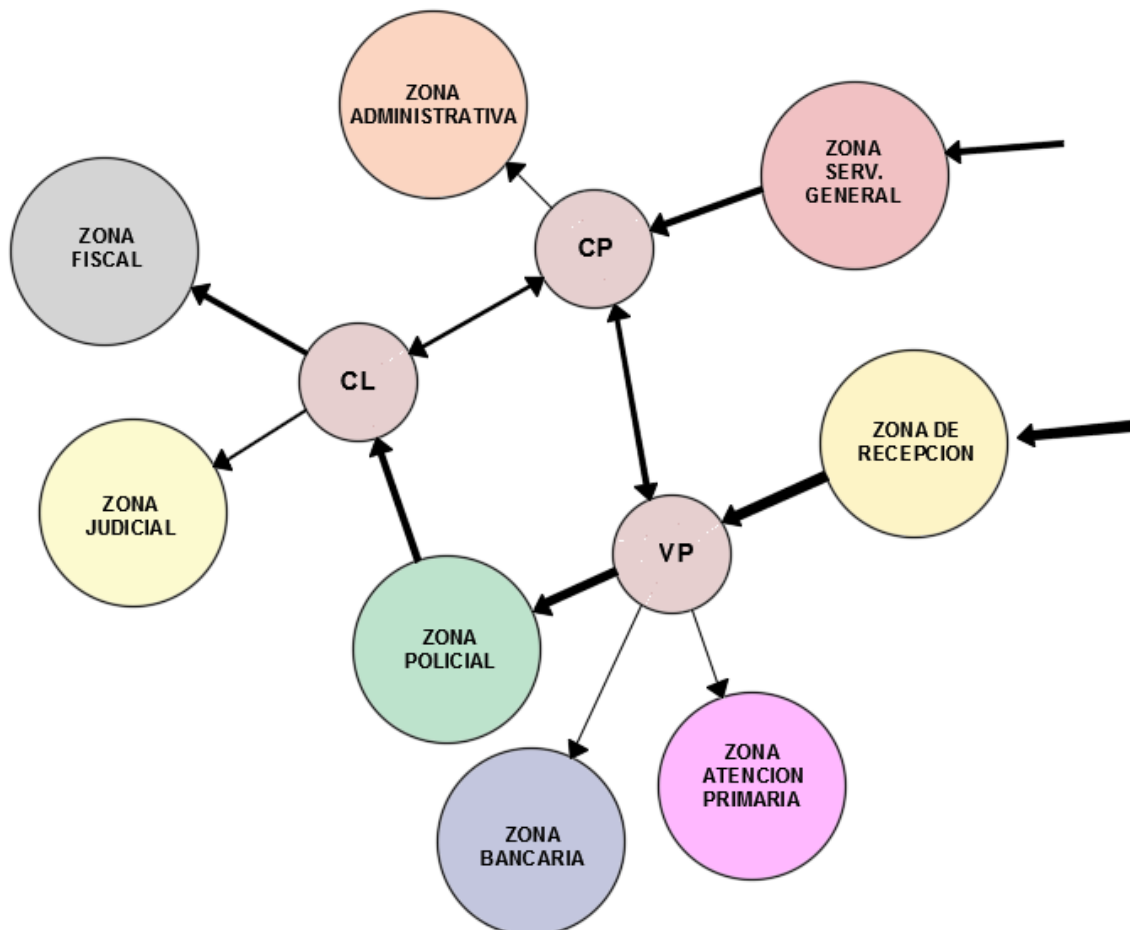 ZONA
ADMINISTRATIVA
ZONA
SERV.
GENERAL
ZONA
FISCAL
CP
CL
ZONA DE
RECEPCION
ZONA
JUDICIAL
VP
ZONA
POLICIAL
ZONA
ATENCION
PRIMARIA
ZONA
BANCARIA